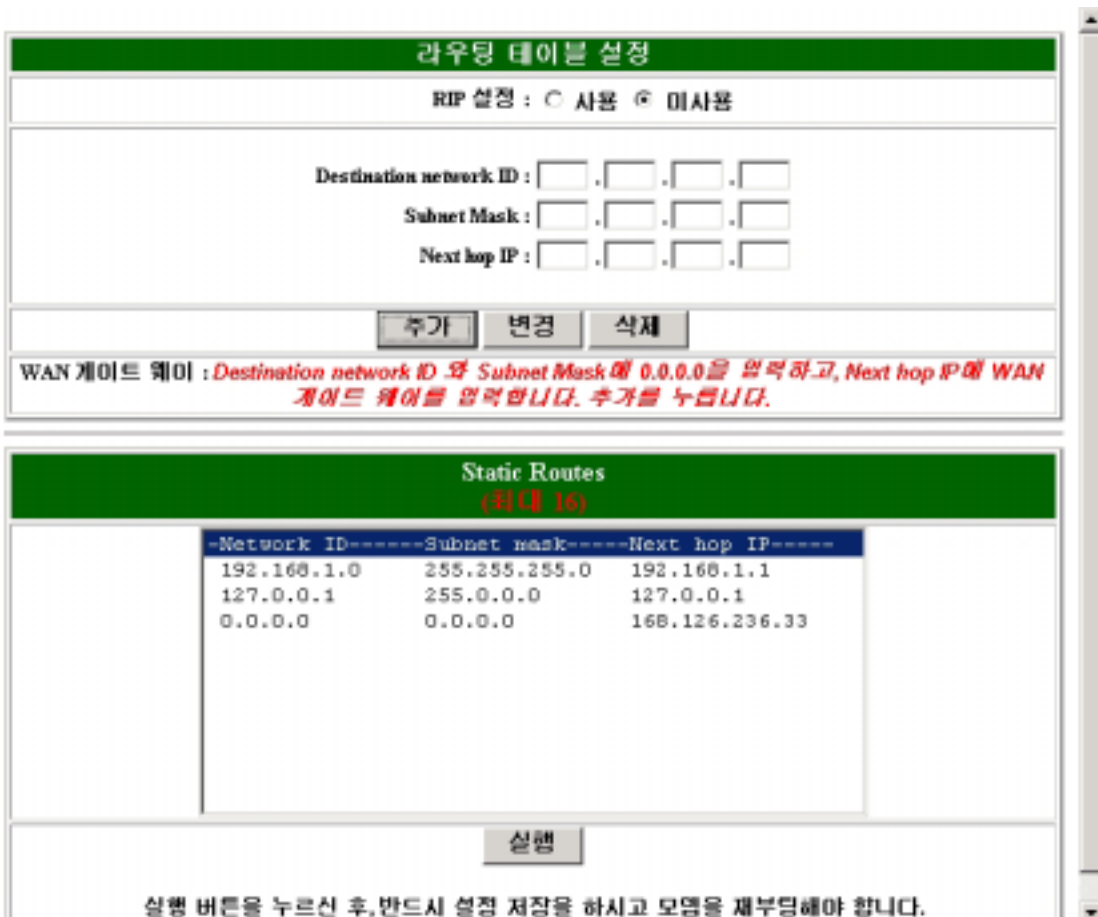 라우팅 테이블 설정
RIP 설정 : 사용 미사용
Destination network ID : . . .
Subnet Mask : . . .
Next hop IP : . . .
추가 변경 삭제
WAN 게이트 웨이 : Destination network ID 와 Subnet Mask 에 0.0.0.0을 입력하고, Next hop IP에 WAN
게이트 웨이를 입력합니다. 추가를 누릅니다.
Static Routes
(최대 16)
-Network ID------Subnet mask-----Next hop IP-----
192.168.1.0 255.255.255.0 192.168.1.1
127.0.0.1 255.0.0.0 127.0.0.1
0.0.0.0 0.0.0.0 168.126.236.33
실행
실행 버튼을 누르신 후,반드시 설정 저장을 하시고 모뎀을 재부팅해야 합니다.